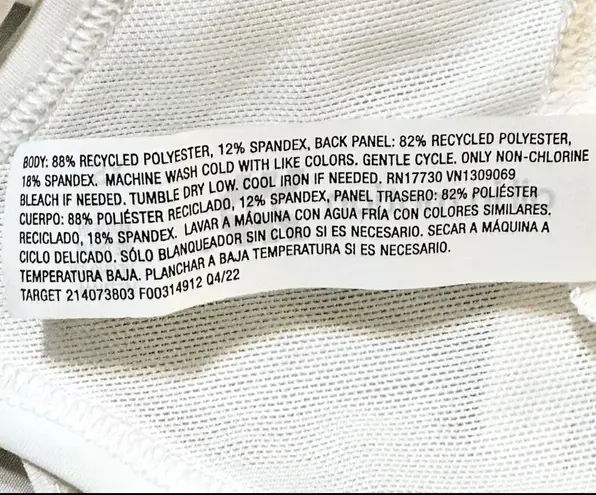 BODY: 88% RECYCLED POLYESTER, 12% SPANDEX, BACK PANEL: 82% RECYCLED POLYESTER,
18% SPANDEX. MACHINE WASH COLD WITH LIKE COLORS. GENTLE CYCLE. ONLY NON-CHLORINE
BLEACH IF NEEDED. TUMBLE DRY LOW. COOL IRON IF NEEDED. RN17730 VN1309069
CUERPO: 88% POLIÉSTER RECICLADO, 12% SPANDEX, PANEL TRASERO: 82% POLIÉSTER
RECICLADO, 18% SPANDEX. LAVAR A MÁQUINA CON AGUA FRÍA CON COLORES SIMILARES.
CICLO DELICADO. SÓLO BLANQUEADOR SIN CLORO SI ES NECESARIO. SECAR A MÁQUINA A
TEMPERATURA BAJA. PLANCHAR A BAJA TEMPERATURA SI ES NECESARIO.
TARGET 214073803 F00314912 04/22